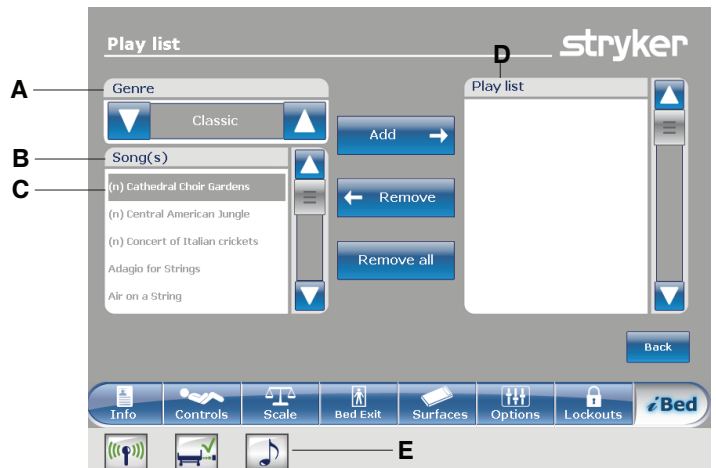 Play list
stryker
D
A
Genre
Play list
Classic
Add
B
Song(s)
C
(n) Cathedral Choir Gardens
Remove
(n) Central American Jungle
(n) Concert of Italian crickets
Remove all
Adagio for Strings
Air on a String
Back
Info
Controls
Scale
Bed Exit
Surfaces
Options
Lockouts
iBed
E